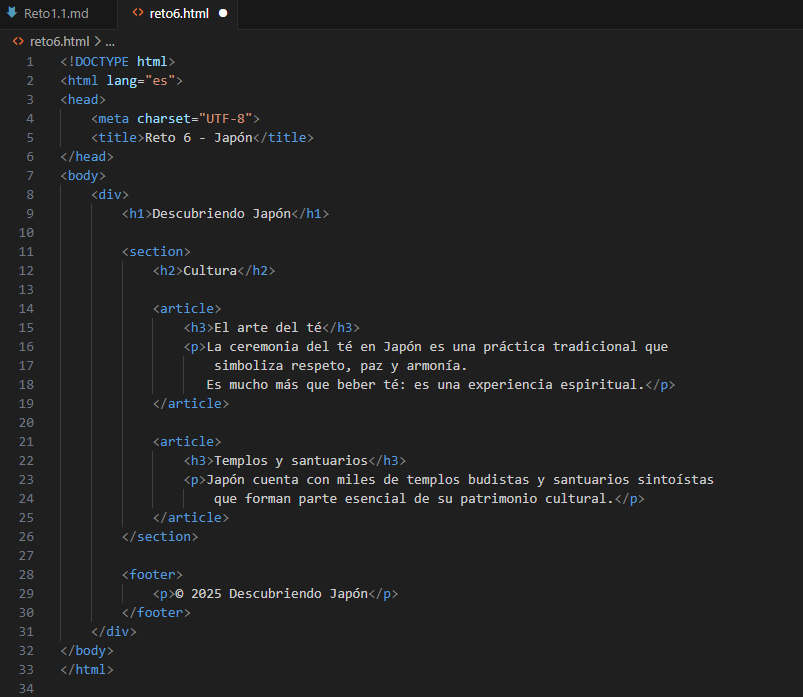 Reto1.1.md
reto6.html
reto6.html > ...
1 <!DOCTYPE html>
2 <html lang="es">
3 <head>
4     <meta charset="UTF-8">
5     <title>Reto 6 - Japón</title>
6 </head>
7 <body>
8     <div>
9         <h1>Descubriendo Japón</h1>
10
11         <section>
12             <h2>Cultura</h2>
13
14             <article>
15                 <h3>El arte del té</h3>
16                 <p>La ceremonia del té en Japón es una práctica tradicional que
17                     simboliza respeto, paz y armonía.
18                    Es mucho más que beber té: es una experiencia espiritual.</p>
19             </article>
20
21             <article>
22                 <h3>Templos y santuarios</h3>
23                 <p>Japón cuenta con miles de templos budistas y santuarios sintoístas
24                     que forman parte esencial de su patrimonio cultural.</p>
25             </article>
26         </section>
27
28         <footer>
29             <p>© 2025 Descubriendo Japón</p>
30         </footer>
31     </div>
32 </body>
33 </html>
34